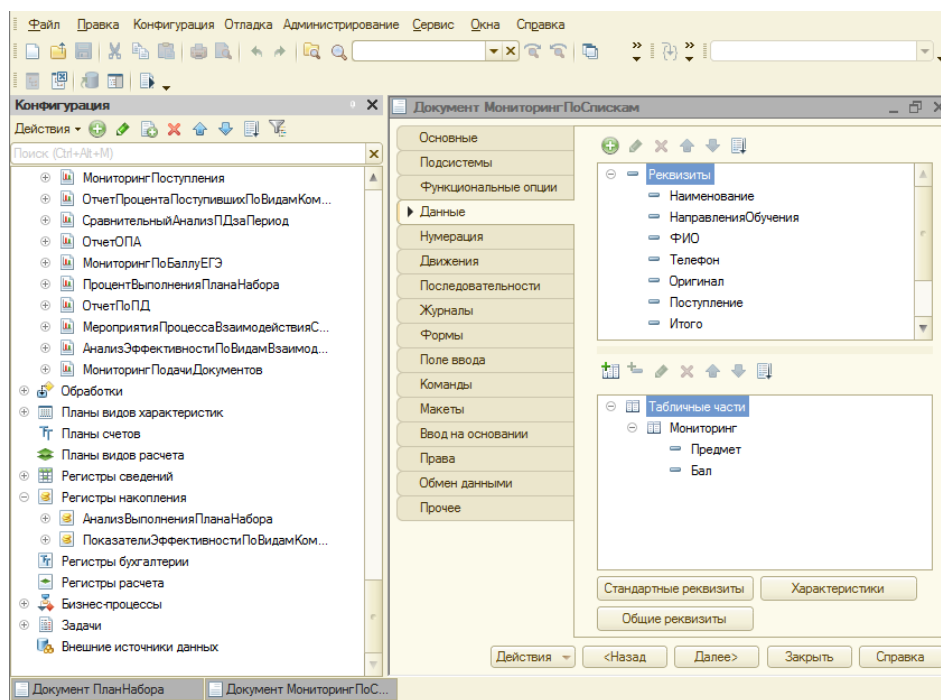 Файл Правка Конфигурация Отладка Администрирование Сервис Окна Справка
Конфигурация
Действия
Поиск (Ctrl+Alt+M)
МониторингПоступления
ОтчетПроцентаПоступившихПоВидамКом...
СравнительныйАнализПДзаПериод
ОтчетОПА
МониторингПоБаллуЕГЭ
ПроцентВыполненияПланаНабора
ОтчетПоПД
МероприятияПроцессаВзаимодействияС...
АнализЭффективностиПоВидамВзаимод...
МониторингПодачиДокументов
Обработки
Планы видов характеристик
Планы счетов
Планы видов расчета
Регистры сведений
Регистры накопления
АнализВыполненияПланаНабора
ПоказателиЭффективностиПоВидамКом...
Регистры бухгалтерии
Регистры расчета
Бизнес-процессы
Задачи
Внешние источники данных
Документ МониторингПоСпискам
Основные
Подсистемы
Функциональные опции
Данные
Нумерация
Движения
Последовательности
Журналы
Формы
Поле ввода
Команды
Макеты
Ввод на основании
Права
Обмен данными
Прочее
Реквизиты
Наименование
НаправленияОбучения
ФИО
Телефон
Оригинал
Поступление
Итого
Табличные части
Мониторинг
Предмет
Бал
Стандартные реквизиты Характеристики
Общие реквизиты
Действия <Назад Далее> Закрыть Справка
Документ ПланНабора Документ МониторингПоС...